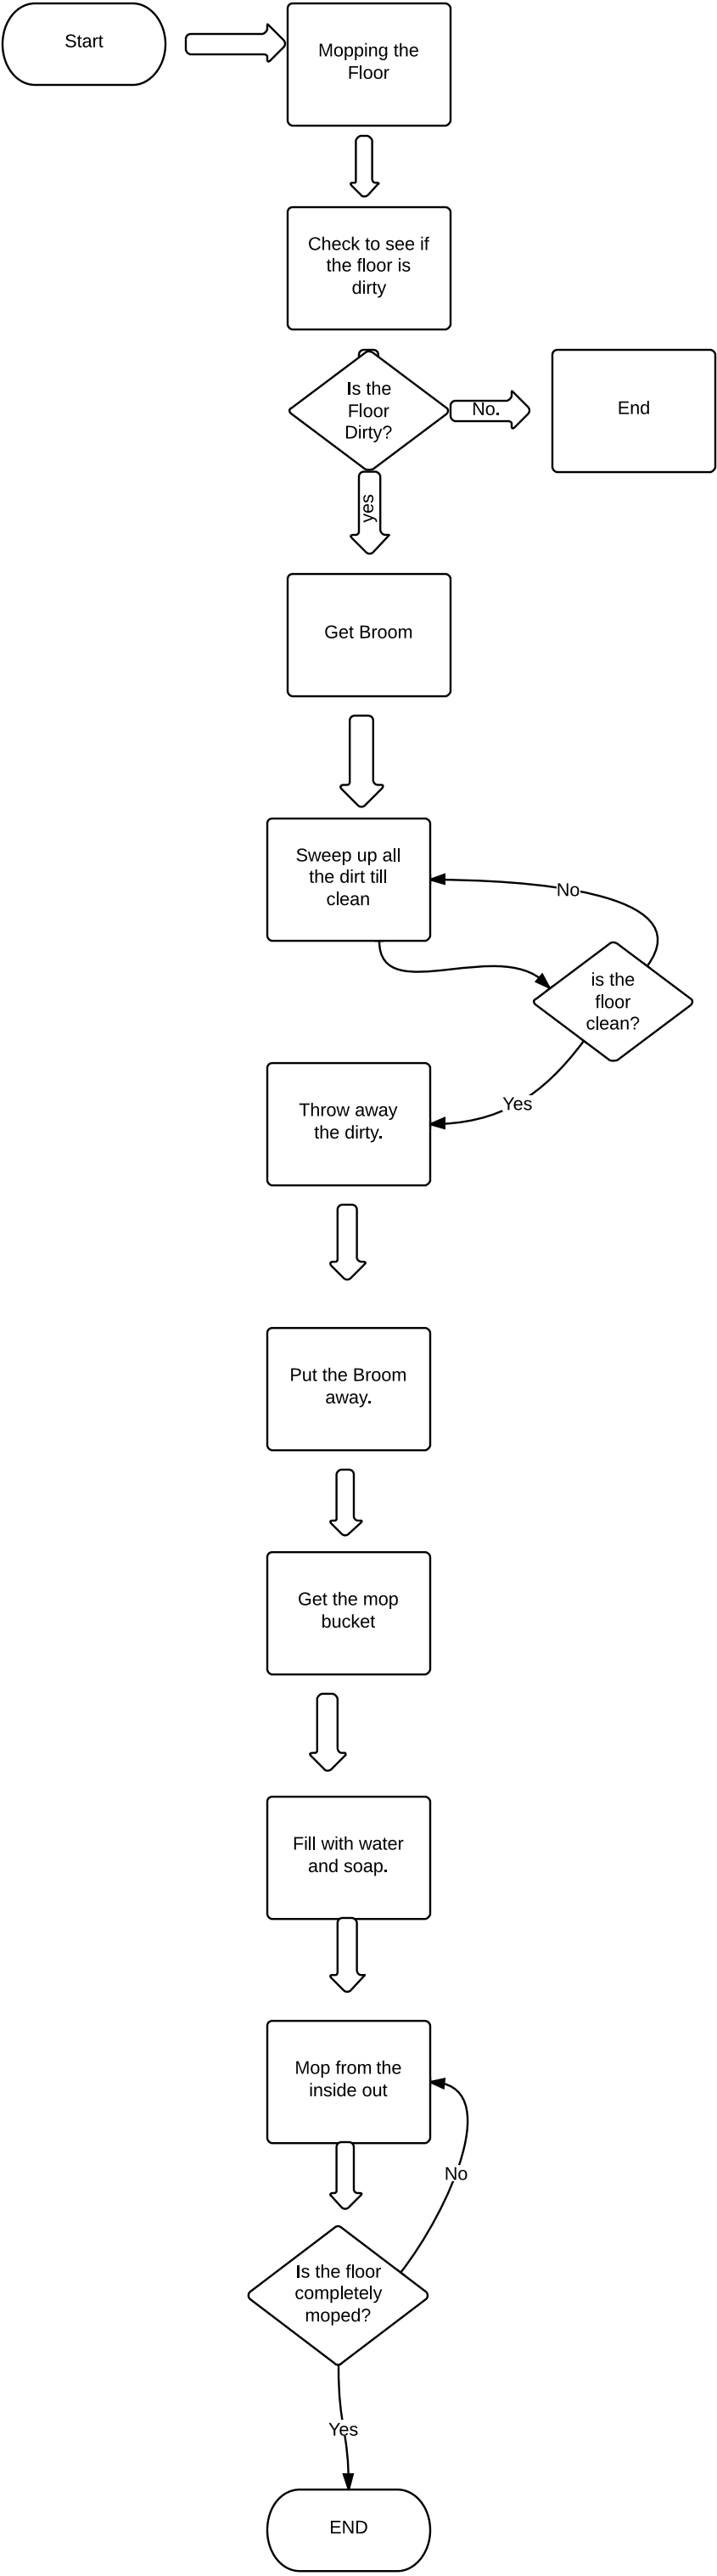 Start
Mopping the
Floor
Check to see if
the floor is
dirty
Is the
Floor
Dirty?
No.
End
yes
Get Broom
Sweep up all
the dirt till
clean
No
is the
floor
clean?
Yes
Throw away
the dirty.
Put the Broom
away.
Get the mop
bucket
Fill with water
and soap.
Mop from the
inside out
No
Is the floor
completely
moped?
Yes
END